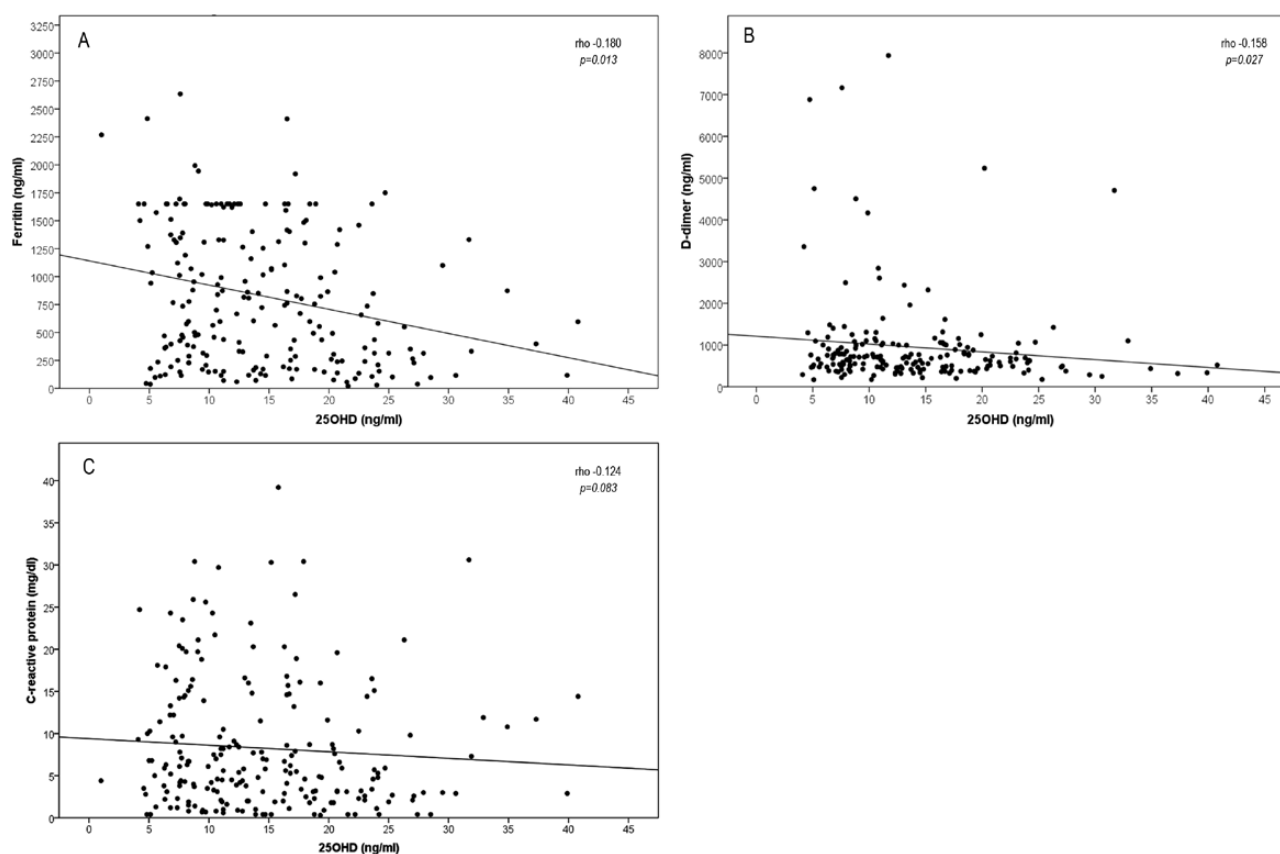 A
rho -0.180
p=0.013
3250
3000
2750
2500
2250
2000
1750
1500
1250
1000
750
500
250
0
Ferritin (ng/ml)
0 5 10 15 20 25 30 35 40 45
25OHD (ng/ml)
B
rho -0.158
p=0.027
8000
7000
6000
5000
4000
3000
2000
1000
0
D-dimer (ng/ml)
0 5 10 15 20 25 30 35 40 45
25OHD (ng/ml)
C
rho -0.124
p=0.083
40
35
30
25
20
15
10
5
0
C-reactive protein (mg/dl)
0 5 10 15 20 25 30 35 40 45
25OHD (ng/ml)